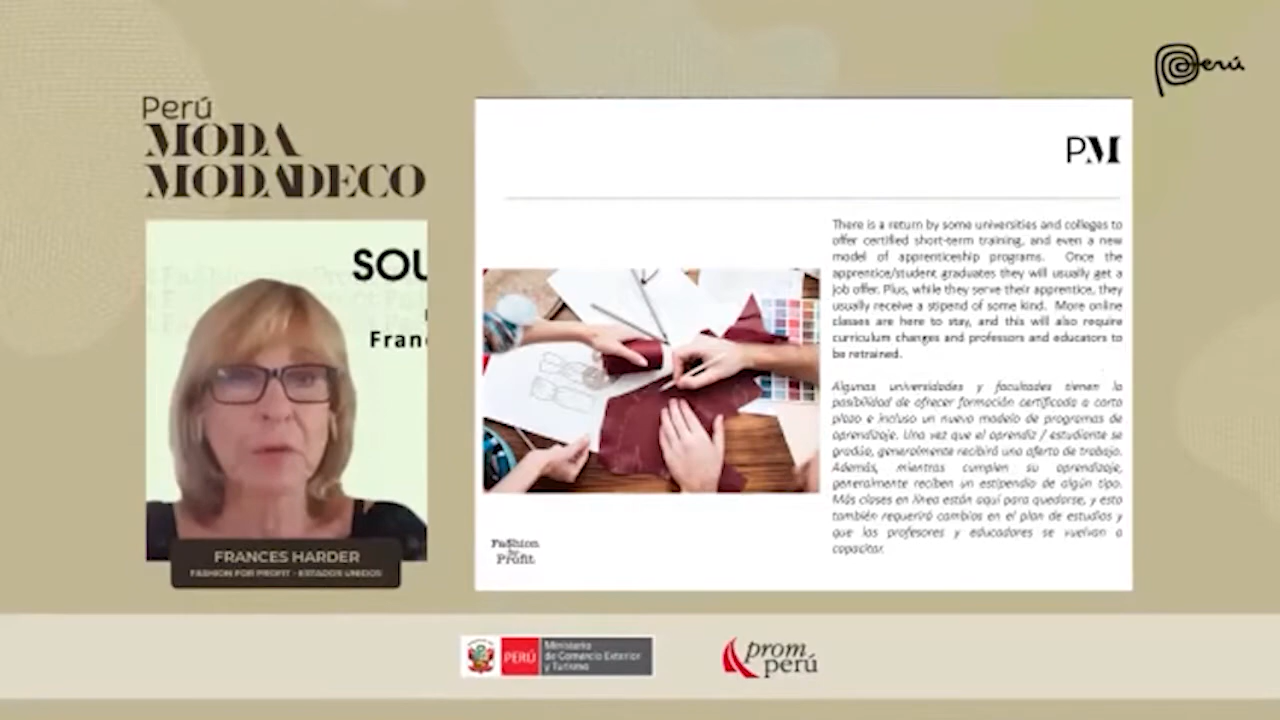 Perú
Perú
MODA
MODADECO
PM
SOU
Fran
FRANCES HARDER
FASHION FOR PROFIT - ESTADOS UNIDOS
There is a return by some universities and colleges to
offer certified short-term training, and even a new
model of apprenticeship programs. Once the
apprentice/student graduates they will usually get a
job offer. Plus, while they serve their apprentice, they
usually receive a stipend of some kind. More online
classes are here to stay, and this will also require
curriculum changes and professors and educators to
be retrained.
Algunas universidades y facultades tienen la
posibilidad de ofrecer formación certificada a corto
plazo e incluso un nuevo modelo de programas de
aprendizaje. Una vez que el aprendiz / estudiante se
gradúa, generalmente recibirá una oferta de trabajo.
Además, mientras cumplen su aprendizaje,
generalmente reciben un estipendio de algún tipo.
Más clases en línea están aquí para quedarse, y esto
también requerirá cambios en el plan de estudios y
que los profesores y educadores se vuelvan a
capacitar.
Fa$hion
for
Profit
PERÚ
Ministerio
de Comercio Exterior
y Turismo
prom
perú